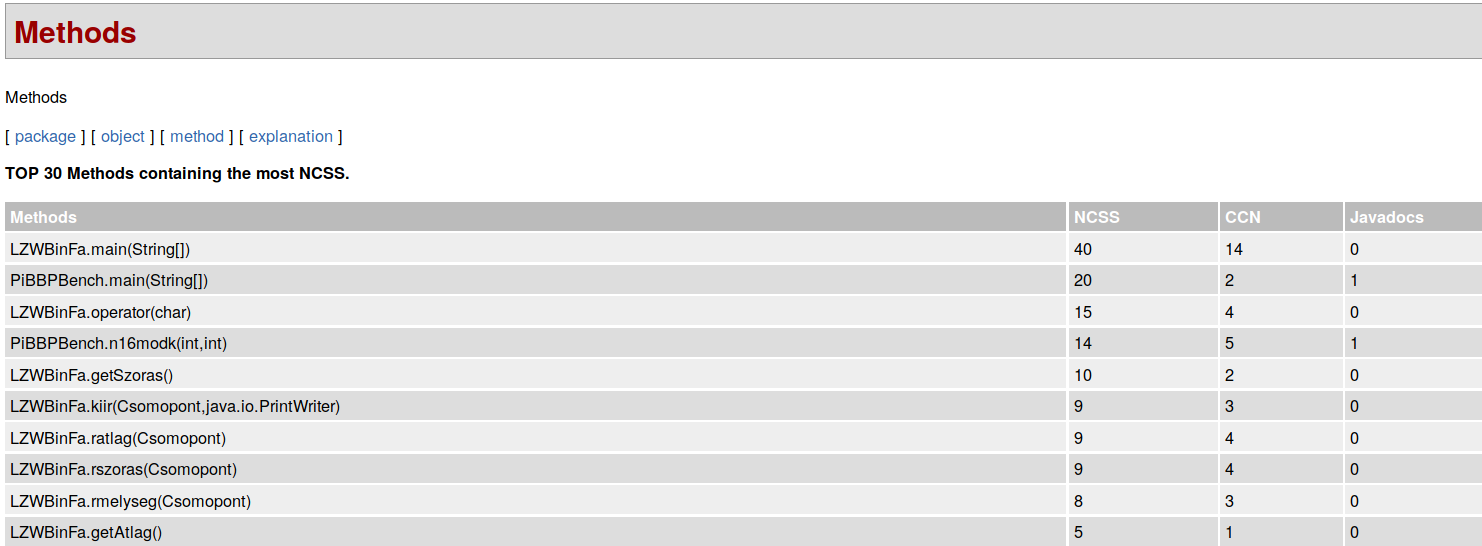 Methods
Methods
[ package ] [ object ] [ method ] [ explanation ]
TOP 30 Methods containing the most NCSS.
Methods NCSS CCN Javadocs
LZWBinFa.main(String[]) 40 14 0
PiBBPBench.main(String[]) 20 2 1
LZWBinFa.operator(char) 15 4 0
PiBBPBench.n16modk(int,int) 14 5 1
LZWBinFa.getSzoras() 10 2 0
LZWBinFa.kiir(Csomopont,java.io.PrintWriter) 9 3 0
LZWBinFa.ratlag(Csomopont) 9 4 0
LZWBinFa.rszoras(Csomopont) 9 4 0
LZWBinFa.rmelyseg(Csomopont) 8 3 0
LZWBinFa.getAtlag() 5 1 0